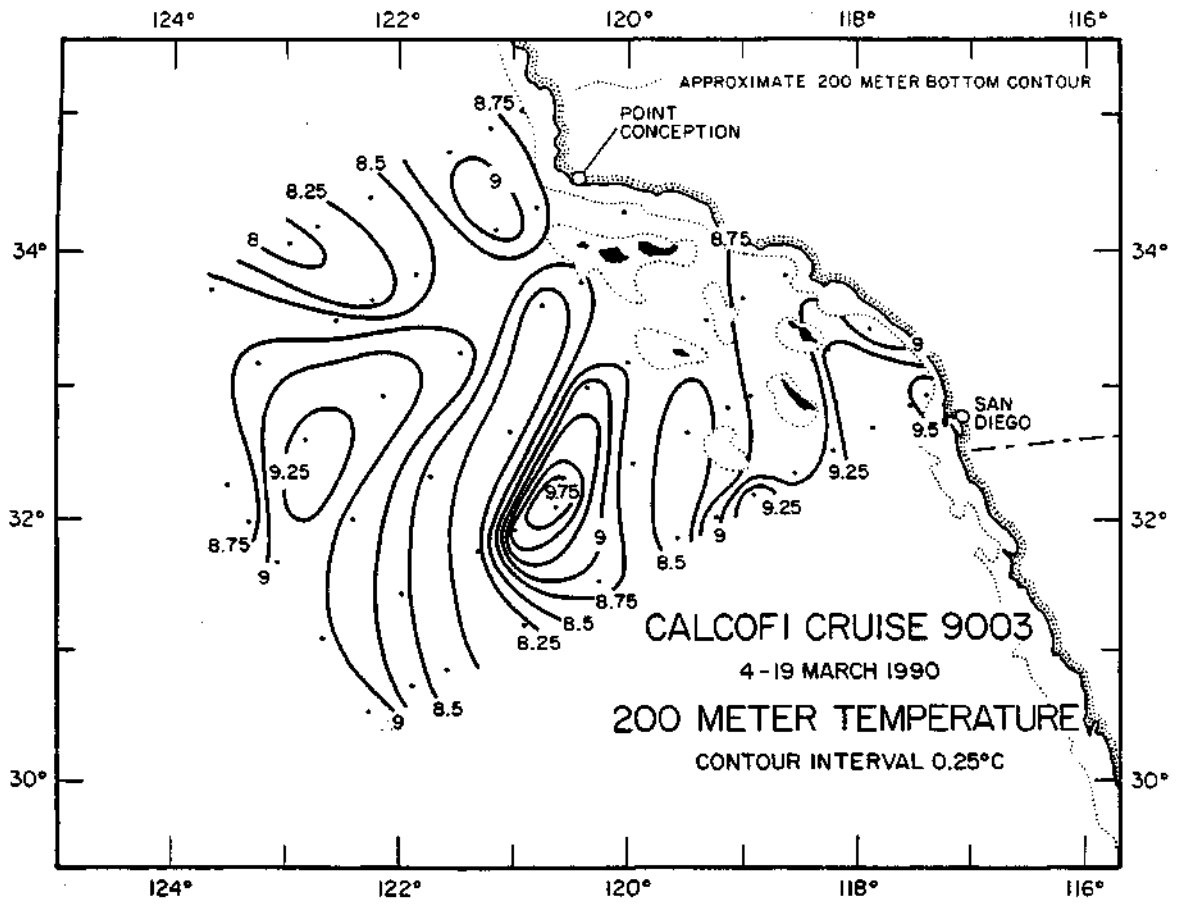 124° 122° 120° 118° 116°
APPROXIMATE 200 METER BOTTOM CONTOUR
8.75
POINT
CONCEPTION
8.5
8.25
9
8
34°
8.75
34°
9
SAN
DIEGO
9.5
9.25
9.75
9.25
9.25
32°
9
9
32°
8.75
8.5
9
8.75
8.5
8.25
CALCOFI CRUISE 9003
4-19 MARCH 1990
9
8.5
200 METER TEMPERATURE
CONTOUR INTERVAL 0.25°C
30°
30°
124° 122° 120° 118° 116°